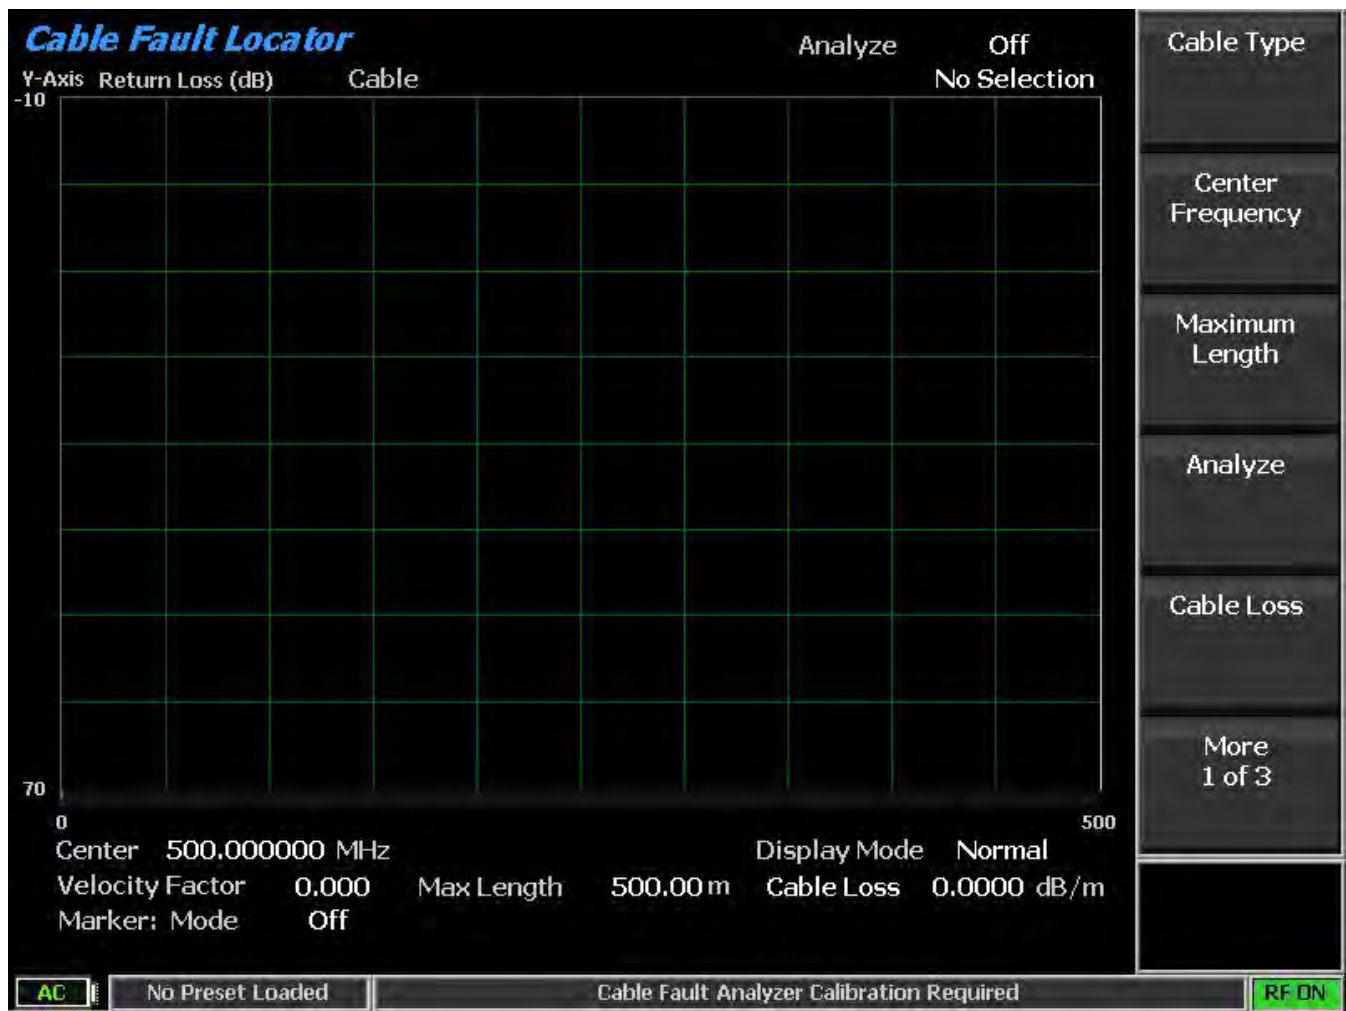 Cable Fault Locator
Analyze Off
Y-Axis Return Loss (dB) Cable No Selection
-10
70
0 500
Center 500.000000 MHz Display Mode Normal
Velocity Factor 0.000 Max Length 500.00 m Cable Loss 0.0000 dB/m
Marker: Mode Off
Cable Type
Center
Frequency
Maximum
Length
Analyze
Cable Loss
More
1 of 3
AC No Preset Loaded Cable Fault Analyzer Calibration Required RF ON